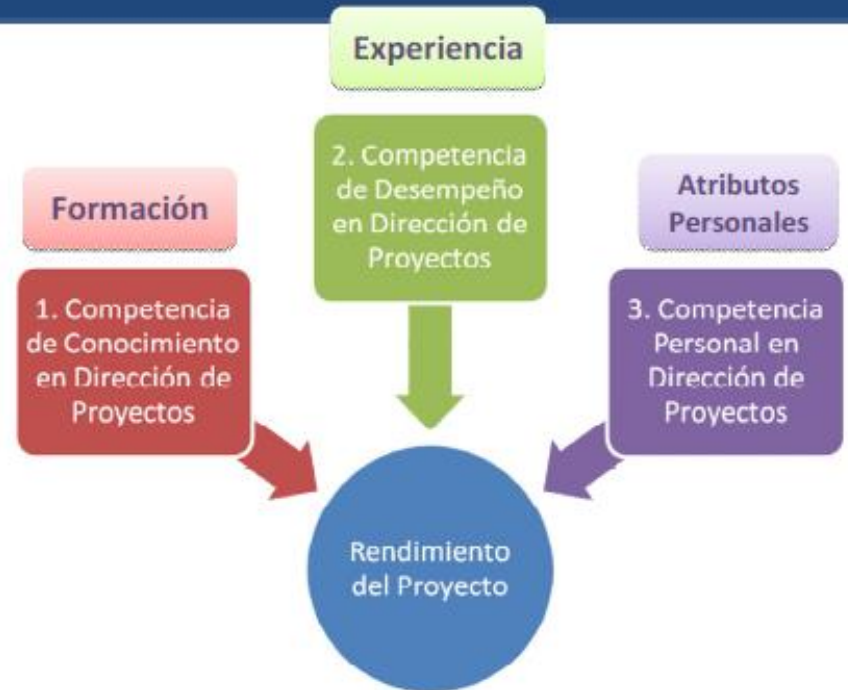 Experiencia
2. Competencia
de Desempeño
en Dirección de
Proyectos
Formación
1. Competencia
de Conocimiento
en Dirección de
Proyectos
Atributos
Personales
3. Competencia
Personal en
Dirección de
Proyectos
Rendimiento
del Proyecto